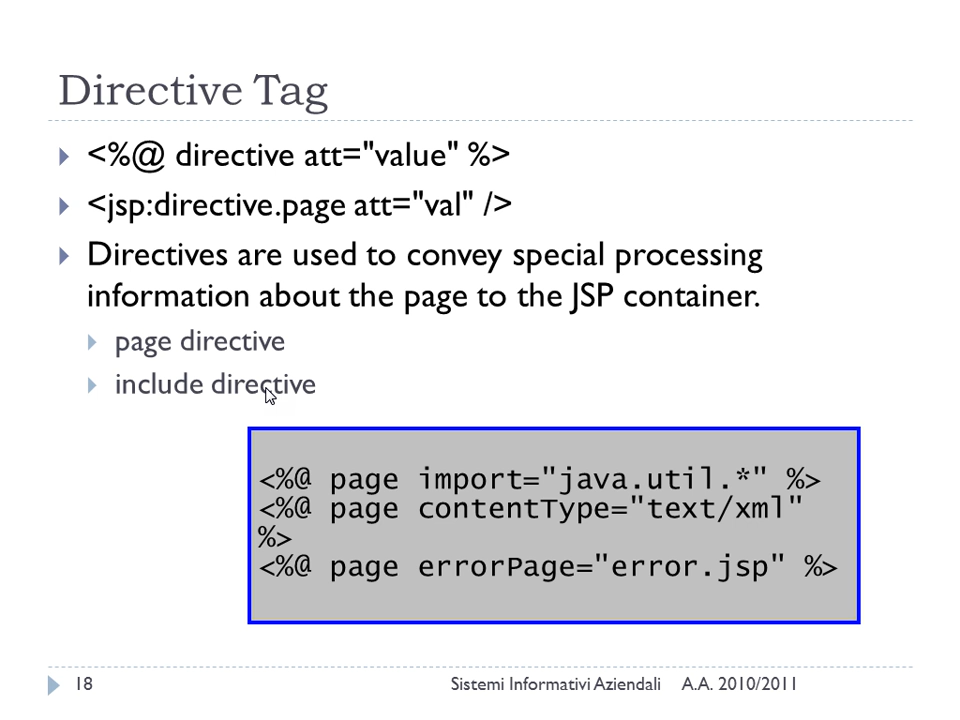 Directive Tag
<%@ directive att="value" %>
<jsp:directive.page att="val" />
Directives are used to convey special processing
information about the page to the JSP container.
page directive
include directive
<%@ page import="java.util.*" %>
<%@ page contentType="text/xml"
%>
<%@ page errorPage="error.jsp" %>
18 Sistemi Informativi Aziendali A.A. 2010/2011